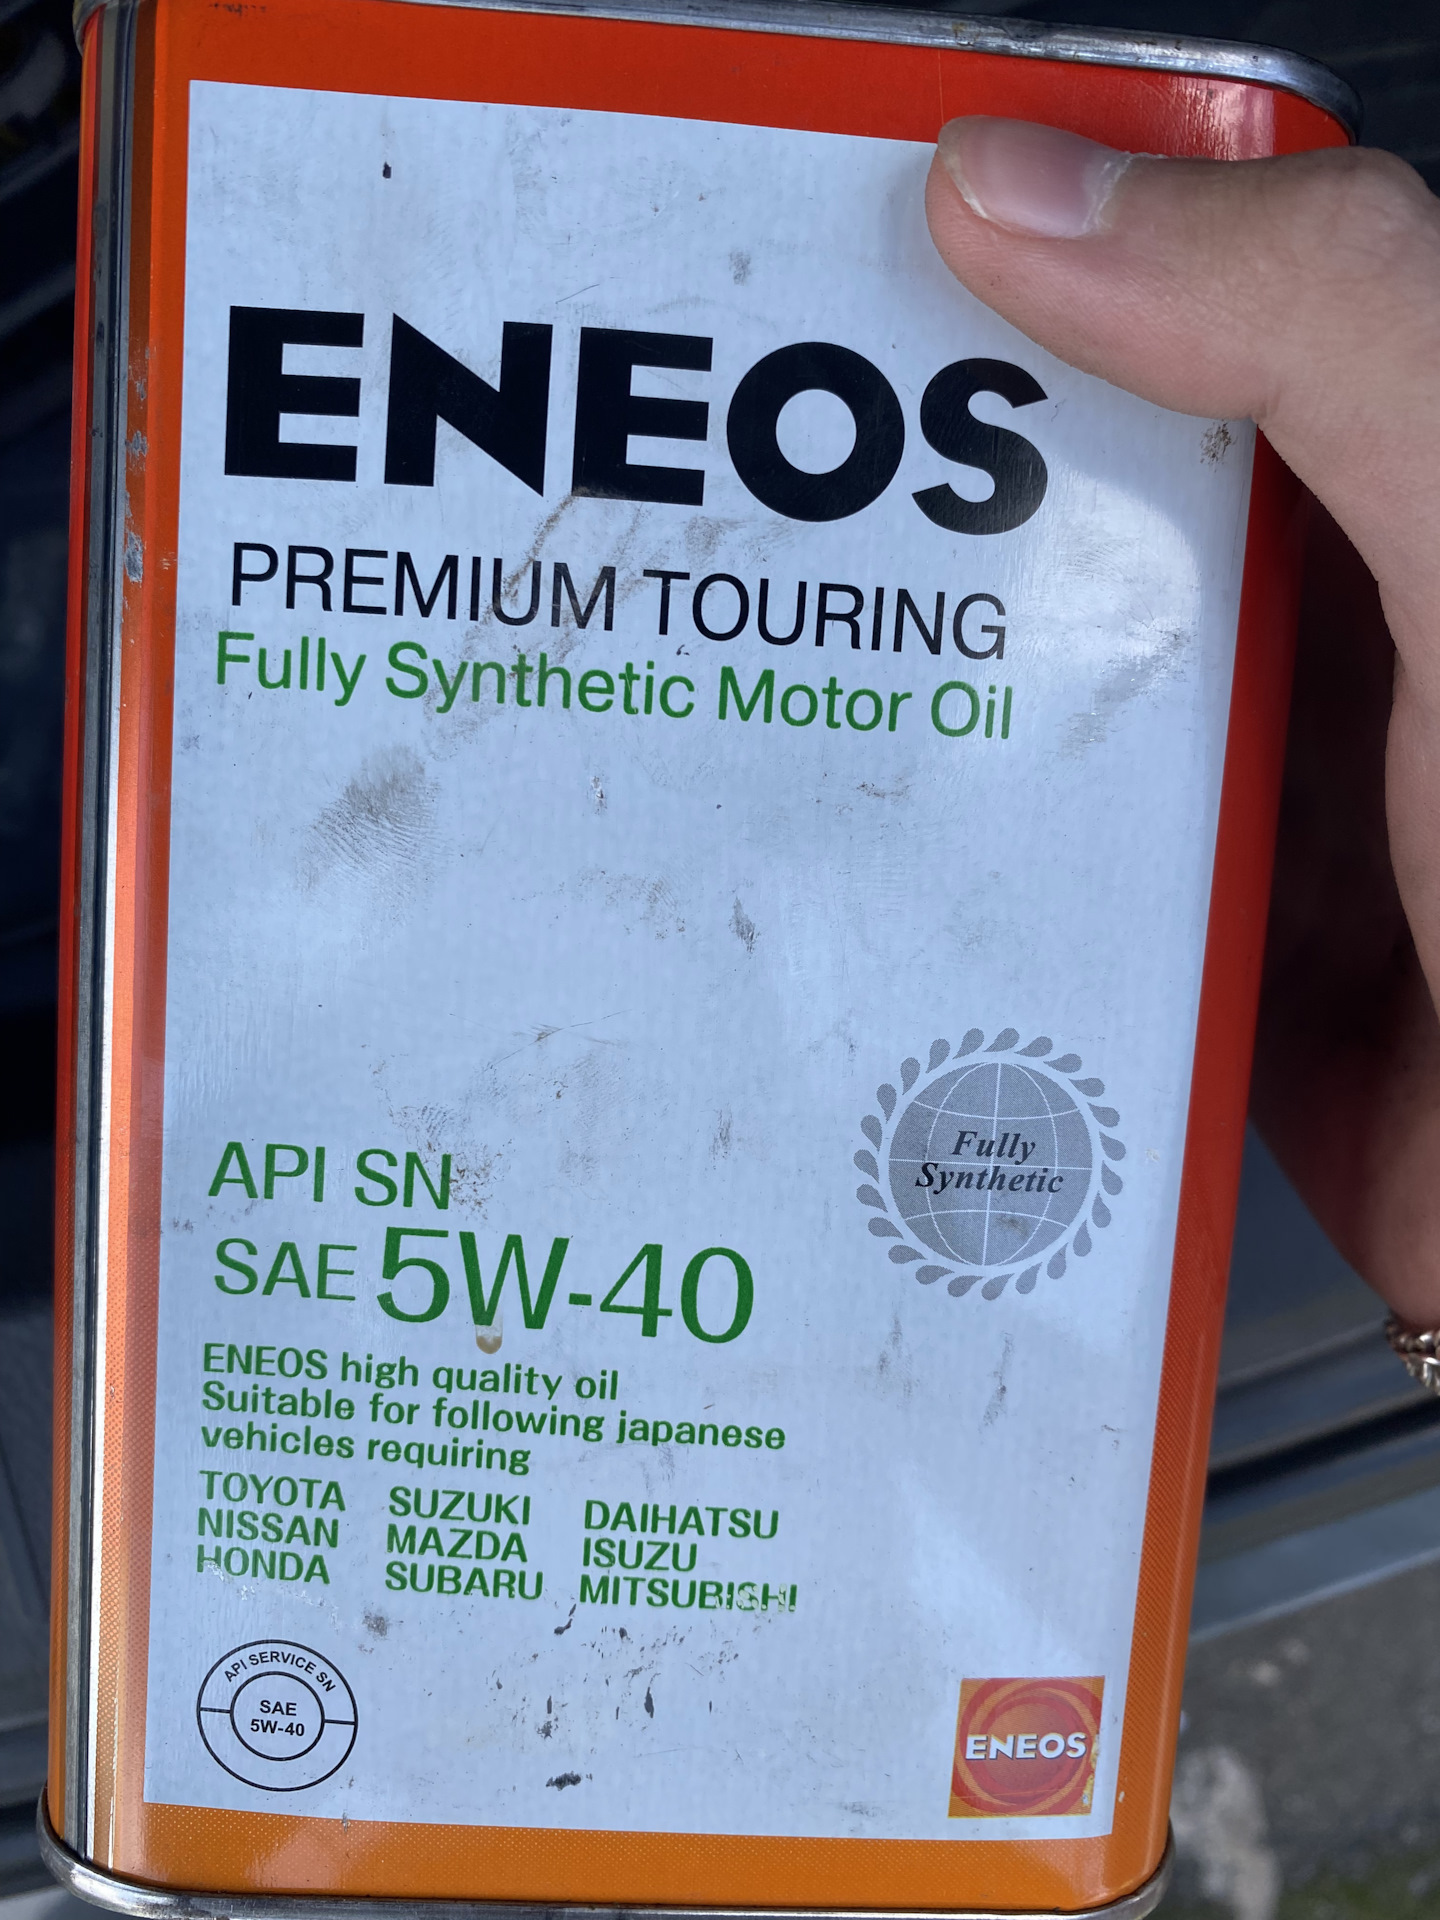 ENEOS
PREMIUM TOURING
Fully Synthetic Motor Oil
Fully
Synthetic
API SN
SAE 5W-40
ENEOS high quality oil
Suitable for following japanese
vehicles requiring
TOYOTA SUZUKI DAIHATSU
NISSAN MAZDA ISUZU
HONDA SUBARU MITSUBISHI
API SERVICE SN
SAE
5W-40
ENEOS